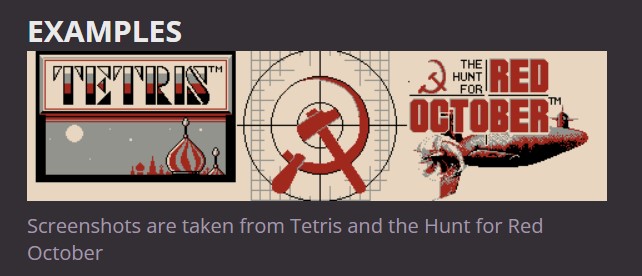 EXAMPLES
TETRIS™
THE
HUNT
FOR
RED
OCTOBER™
Screenshots are taken from Tetris and the Hunt for Red
October